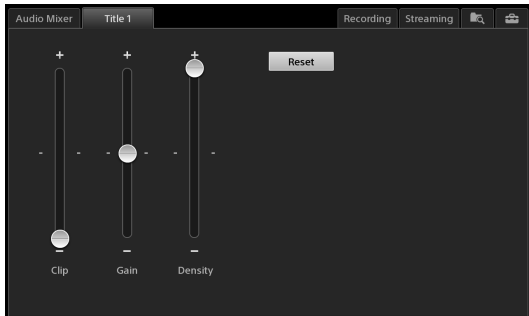 Audio Mixer Title 1 Recording Streaming
+ + +
Reset
- - - - - -
- - -
Clip Gain Density